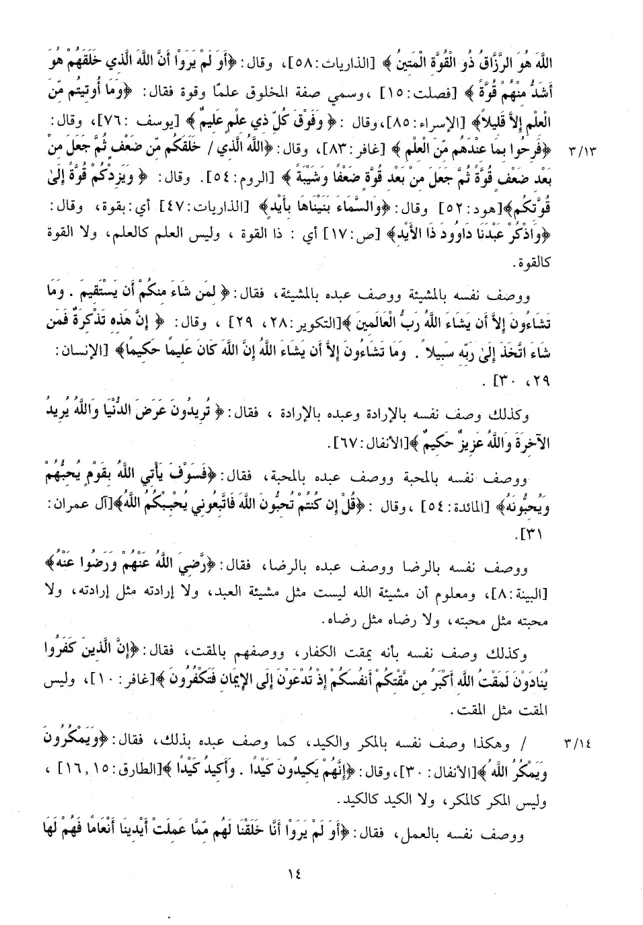 اللَّهَ هُوَ الرَّزَّاقُ ذُو الْقُوَّةِ الْمَتِينُ ﴾ [الذاريات:٥٨]، وقال:﴿أَوَ لَمْ يَرَوْا أَنَّ اللَّهَ الَّذِي خَلَقَهُمْ هُوَ
أَشَدُّ مِنْهُمْ قُوَّةً ﴾ [فصلت:١٥]، وسمي صفة المخلوق علمًا وقوة فقال: ﴿وَمَا أُوتِيتُم مِّنَ
الْعِلْمِ إِلاَّ قَلِيلاً﴾ [الإسراء:٨٥]،وقال :﴿ وَفَوْقَ كُلِّ ذِي عِلْمٍ عَلِيمٌ ﴾ [يوسف :٧٦]، وقال:
٣/١٣ ﴿فَرِحُوا بِمَا عِندَهُم مِّنَ الْعِلْمِ ﴾ [غافر:٨٣]، وقال: ﴿اللَّهُ الَّذِي / خَلَقَكُم مِّن ضَعْفٍ ثُمَّ جَعَلَ مِنْ
بَعْدِ ضَعْفٍ قُوَّةً ثُمَّ جَعَلَ مِنْ بَعْدِ قُوَّةٍ ضَعْفًا وَشَيْبَةً ﴾ [الروم:٥٤]. وقال: ﴿ وَيَزِدْكُمْ قُوَّةً إِلَىٰ
قُوَّتِكُم﴾[هود:٥٢] وقال:﴿وَالسَّمَاءَ بَنَيْنَاهَا بِأَيْدٍ﴾ [الذاريات:٤٧] أي:بقوة، وقال:
﴿وَاذْكُرْ عَبْدَنَا دَاوُودَ ذَا الأَيْدِ﴾ [ص:١٧] أي : ذا القوة ، وليس العلم كالعلم، ولا القوة
كالقوة.
ووصف نفسه بالمشيئة ووصف عبده بالمشيئة، فقال:﴿ لِمَن شَاءَ مِنكُمْ أَن يَسْتَقِيمَ . وَمَا
تَشَاءُونَ إِلاَّ أَن يَشَاءَ اللَّهُ رَبُّ الْعَالَمِينَ ﴾[التكوير:٢٨، ٢٩] ، وقال: ﴿ إِنَّ هَذِهِ تَذْكِرَةٌ فَمَن
شَاءَ اتَّخَذَ إِلَىٰ رَبِّهِ سَبِيلاً . وَمَا تَشَاءُونَ إِلاَّ أَن يَشَاءَ اللَّهُ إِنَّ اللَّهَ كَانَ عَلِيمًا حَكِيمًا﴾ [الإنسان:
٢٩، ٣٠] .
وكذلك وصف نفسه بالإرادة وعبده بالإرادة ، فقال:﴿ تُرِيدُونَ عَرَضَ الدُّنْيَا وَاللَّهُ يُرِيدُ
الآخِرَةَ وَاللَّهُ عَزِيزٌ حَكِيمٌ ﴾[الأنفال:٦٧].
ووصف نفسه بالمحبة ووصف عبده بالمحبة، فقال:﴿فَسَوْفَ يَأْتِي اللَّهُ بِقَوْمٍ يُحِبُّهُمْ
وَيُحِبُّونَهُ﴾ [المائدة:٥٤] ،وقال :﴿قُلْ إِن كُنتُمْ تُحِبُّونَ اللَّهَ فَاتَّبِعُونِي يُحْبِبْكُمُ اللَّهُ﴾[آل عمران:
٣١].
ووصف نفسه بالرضا ووصف عبده بالرضا، فقال:﴿رَّضِيَ اللَّهُ عَنْهُمْ وَرَضُوا عَنْهُ﴾
[البينة:٨]، ومعلوم أن مشيئة الله ليست مثل مشيئة العبد، ولا إرادته مثل إرادته، ولا
محبته مثل محبته، ولا رضاه مثل رضاه.
وكذلك وصف نفسه بأنه يمقت الكفار، ووصفهم بالمقت، فقال:﴿إِنَّ الَّذِينَ كَفَرُوا
يُنَادَوْنَ لَمَقْتُ اللَّهِ أَكْبَرُ مِن مَّقْتِكُمْ أَنفُسَكُمْ إِذْ تُدْعَوْنَ إِلَى الإِيمَانِ فَتَكْفُرُونَ ﴾[غافر:١٠]، وليس
المقت مثل المقت.
٣/١٤ / وهكذا وصف نفسه بالمكر والكيد، كما وصف عبده بذلك، فقال:﴿وَيَمْكُرُونَ
وَيَمْكُرُ اللَّهُ ﴾[الأنفال:٣٠]،وقال:﴿إِنَّهُمْ يَكِيدُونَ كَيْدًا . وَأَكِيدُ كَيْدًا ﴾[الطارق:١٥,١٦] ،
وليس المكر كالمكر، ولا الكيد كالكيد.
ووصف نفسه بالعمل، فقال:﴿أَوَ لَمْ يَرَوْا أَنَّا خَلَقْنَا لَهُم مِّمَّا عَمِلَتْ أَيْدِينَا أَنْعَامًا فَهُمْ لَهَا
١٤